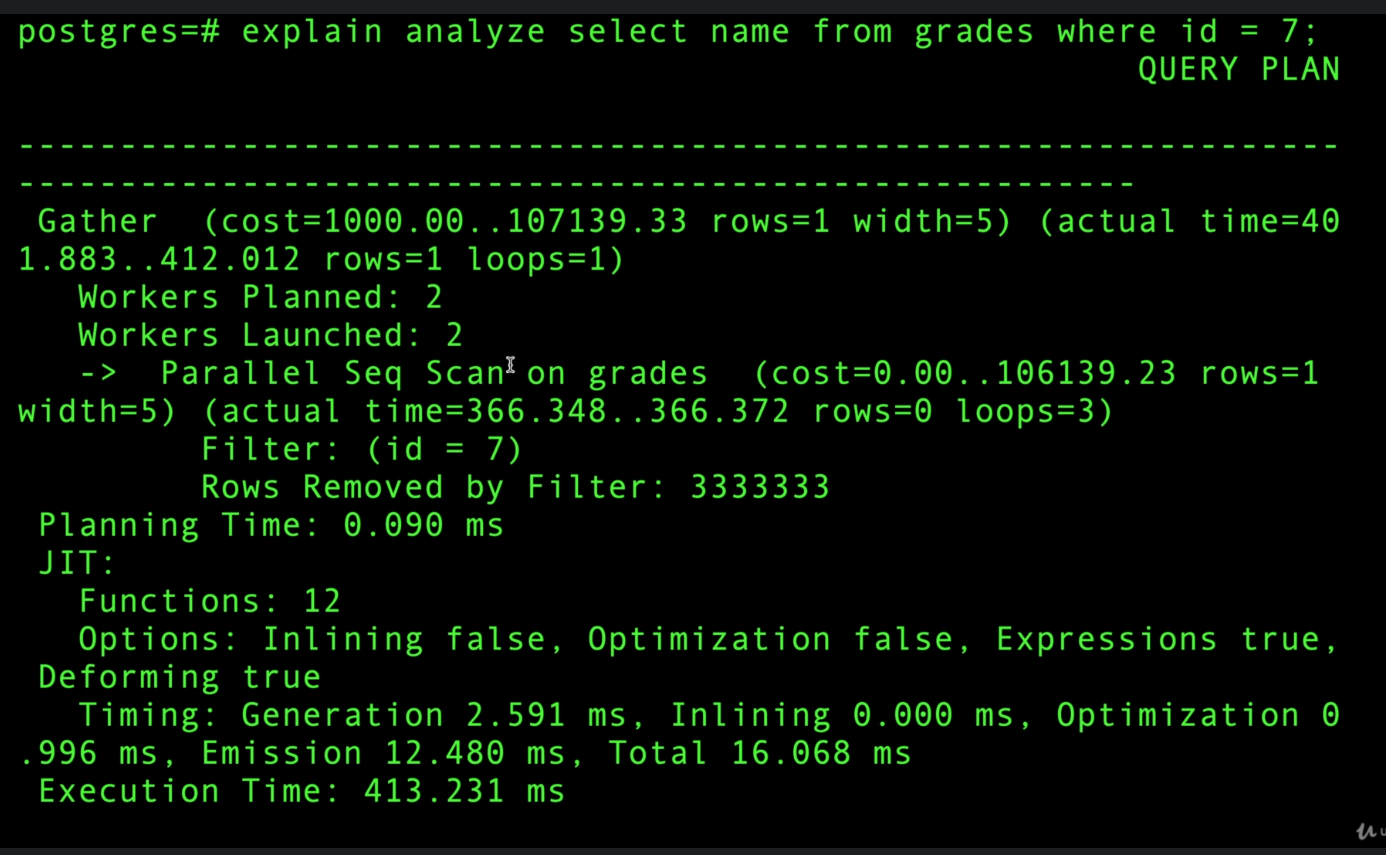 postgres=# explain analyze select name from grades where id = 7;
QUERY PLAN
------------------------------------------------------------------
-------------------------------------------------------
Gather  (cost=1000.00..107139.33 rows=1 width=5) (actual time=40
1.883..412.012 rows=1 loops=1)
Workers Planned: 2
Workers Launched: 2
->  Parallel Seq Scan on grades  (cost=0.00..106139.23 rows=1
width=5) (actual time=366.348..366.372 rows=0 loops=3)
Filter: (id = 7)
Rows Removed by Filter: 3333333
Planning Time: 0.090 ms
JIT:
Functions: 12
Options: Inlining false, Optimization false, Expressions true,
Deforming true
Timing: Generation 2.591 ms, Inlining 0.000 ms, Optimization 0
.996 ms, Emission 12.480 ms, Total 16.068 ms
Execution Time: 413.231 ms